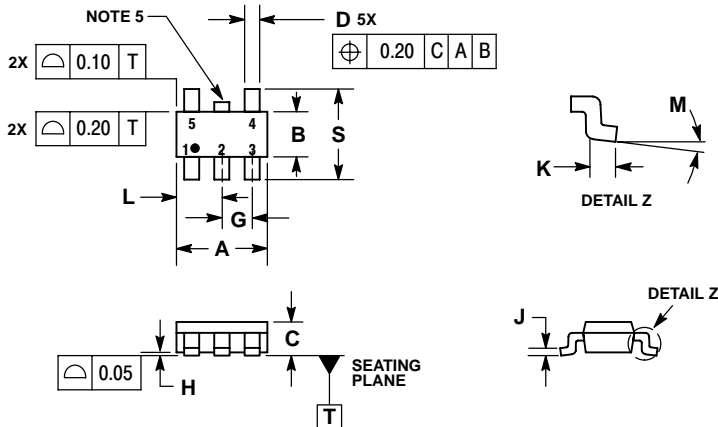 NOTE 5
D 5X
⌖ 0.20 C A B
2X ⌓ 0.10 T
2X ⌓ 0.20 T
5 4
1 2 3
B
S
L
G
A
M
K
DETAIL Z
C
⌓ 0.05
H
SEATING
PLANE
T
J
DETAIL Z